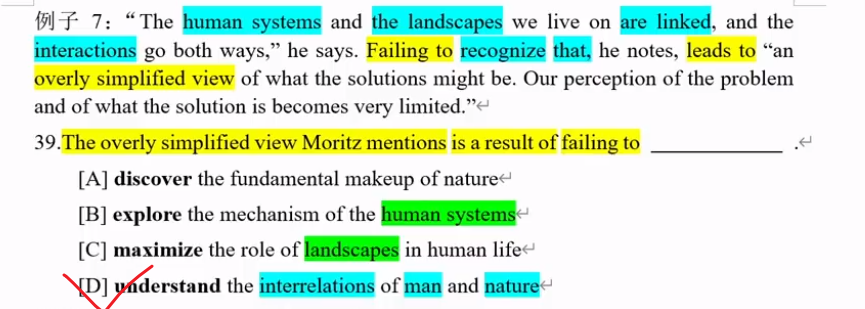 例子 7：“The human systems and the landscapes we live on are linked, and the
interactions go both ways,” he says. Failing to recognize that, he notes, leads to “an
overly simplified view of what the solutions might be. Our perception of the problem
and of what the solution is becomes very limited.”↵
39.The overly simplified view Moritz mentions is a result of failing to ____________ .↵
[A] discover the fundamental makeup of nature↵
[B] explore the mechanism of the human systems↵
[C] maximize the role of landscapes in human life↵
[D] understand the interrelations of man and nature↵